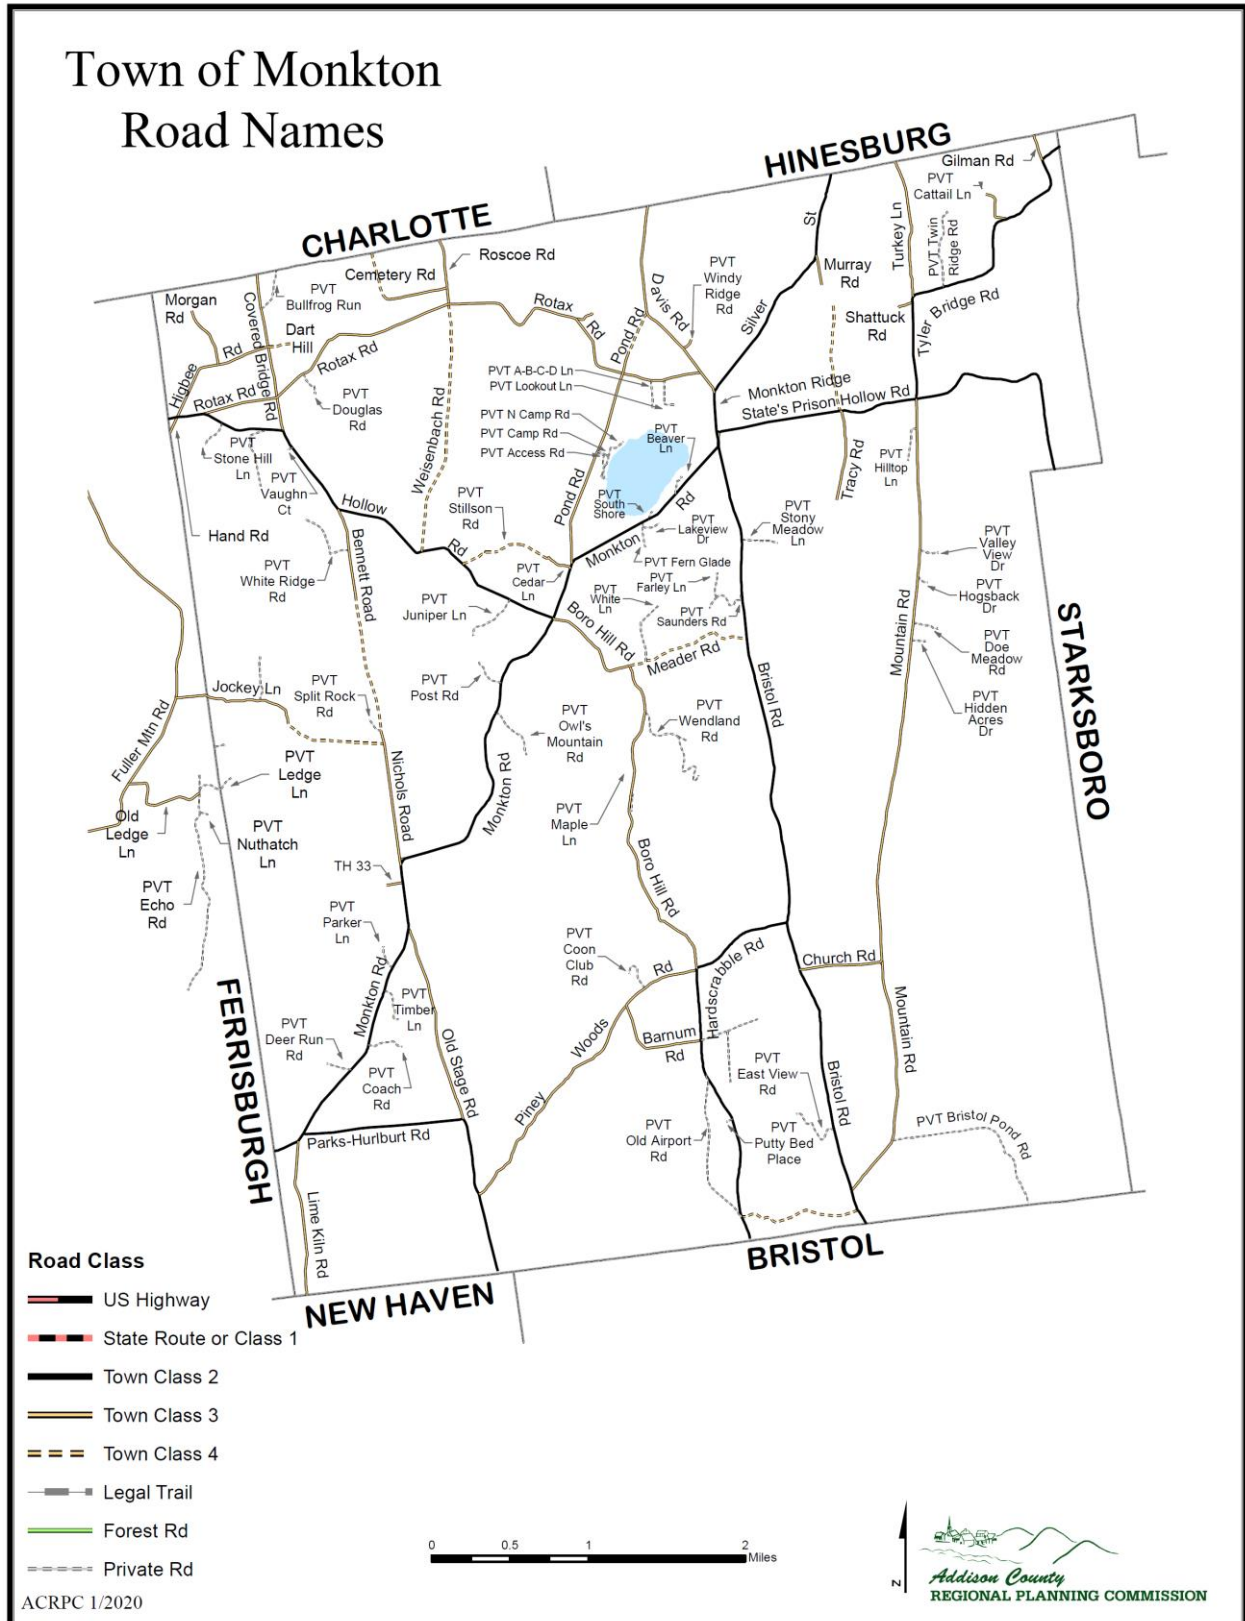 Town of Monkton
Road Names
HINESBURG
CHARLOTTE
STARKSBORO
FERRISBURGH
NEW HAVEN
BRISTOL
Gilman Rd
PVT
Cattail Ln
PVT Twin
Ridge Rd
Turkey Ln
St
Silver
Murray
Rd
Shattuck
Rd
Tyler Bridge Rd
Roscoe Rd
Cemetery Rd
PVT
Bullfrog Run
Morgan
Rd
Covered Bridge Rd
Dart
Hill
Higbee
Rd
Rotax Rd
Rotax Rd
Rotax
Rd
Pond Rd
Davis Rd
PVT
Windy
Ridge
Rd
PVT
Douglas
Rd
Weisenbach Rd
PVT A-B-C-D Ln
PVT Lookout Ln
PVT N Camp Rd
PVT Camp Rd
PVT Access Rd
PVT
Beaver
Ln
Monkton Ridge
State's Prison Hollow Rd
PVT
Stone Hill
Ln
PVT
Vaughn
Ct
Hand Rd
Hollow
Rd
PVT
Stillson
Rd
Pond Rd
PVT
South
Shore
Monkton
Rd
PVT
Lakeview
Dr
PVT Fern Glade
PVT
Stony
Meadow
Ln
Tracy Rd
PVT
Hilltop
Ln
PVT
Valley
View
Dr
PVT
Hogsback
Dr
PVT
Doe
Meadow
Rd
PVT
Hidden
Acres
Dr
Mountain Rd
Bennett Road
PVT
White Ridge
Rd
PVT
Juniper Ln
PVT
Cedar
Ln
PVT
White
Ln
PVT
Farley Ln
PVT
Saunders Rd
Boro Hill Rd
Meader Rd
Bristol Rd
Jockey Ln
PVT
Split Rock
Rd
PVT
Post Rd
PVT
Owl's
Mountain
Rd
PVT
Wendland
Rd
Fuller Mtn Rd
PVT
Ledge
Ln
Old
Ledge
Ln
PVT
Nuthatch
Ln
PVT
Echo
Rd
Nichols Road
Monkton Rd
PVT
Maple
Ln
Boro Hill Rd
TH 33
PVT
Parker
Ln
PVT
Coon
Club
Rd
Rd
Woods
Piney
Hardscrabble Rd
Church Rd
Monkton Rd
PVT
Timber
Ln
Old Stage Rd
Barnum
Rd
Mountain Rd
PVT
Deer Run
Rd
PVT
Coach
Rd
PVT
East View
Rd
Bristol Rd
PVT
Old Airport
Rd
PVT
Putty Bed
Place
PVT Bristol Pond Rd
Parks-Hurlburt Rd
Lime Kiln Rd
Road Class
US Highway
State Route or Class 1
Town Class 2
Town Class 3
Town Class 4
Legal Trail
Forest Rd
Private Rd
ACRPC 1/2020
0 0.5 1 2
Miles
N
Addison County
REGIONAL PLANNING COMMISSION